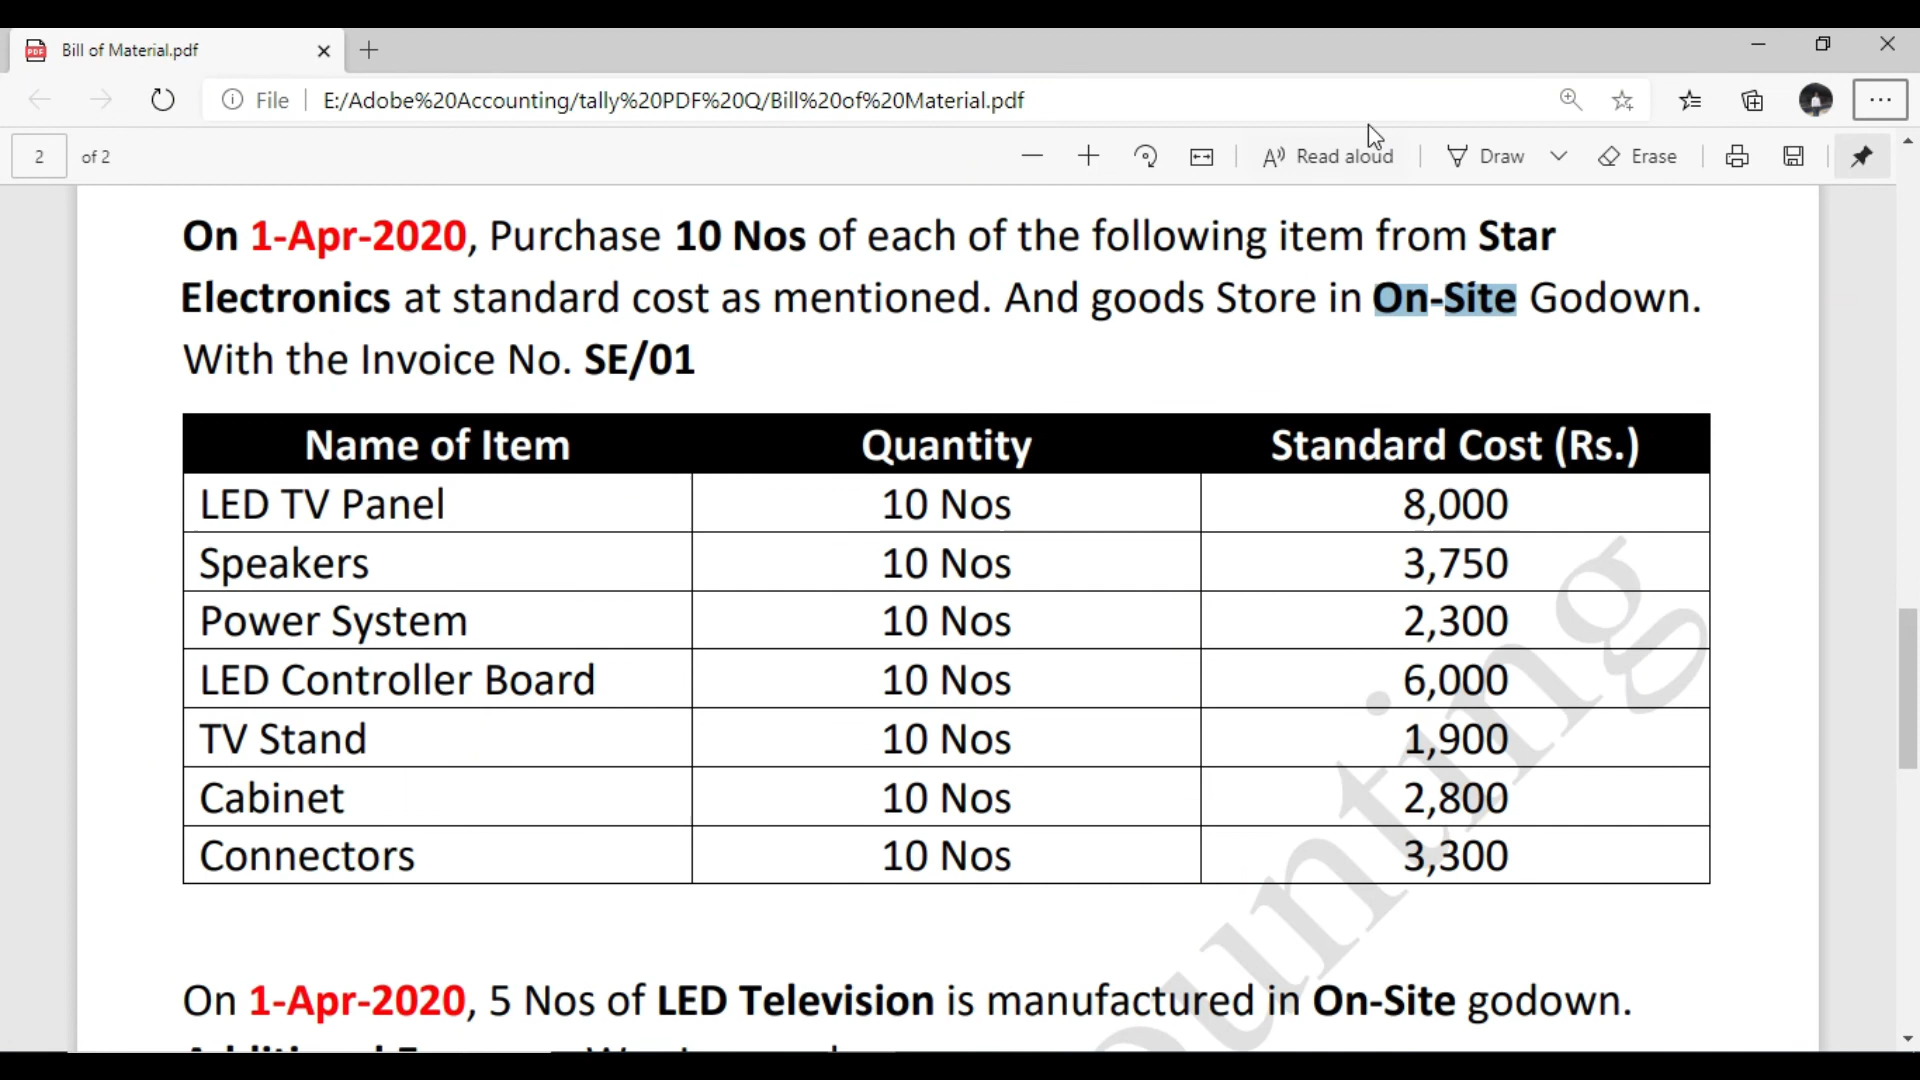 Bill of Material.pdf
File
E:/Adobe%20Accounting/tally%20PDF%20Q/Bill%20of%20Material.pdf
2 of 2
Read aloud
Draw
Erase
On 1-Apr-2020, Purchase 10 Nos of each of the following item from Star
Electronics at standard cost as mentioned. And goods Store in On-Site Godown.
With the Invoice No. SE/01
Name of Item Quantity Standard Cost (Rs.)
LED TV Panel 10 Nos 8,000
Speakers 10 Nos 3,750
Power System 10 Nos 2,300
LED Controller Board 10 Nos 6,000
TV Stand 10 Nos 1,900
Cabinet 10 Nos 2,800
Connectors 10 Nos 3,300
On 1-Apr-2020, 5 Nos of LED Television is manufactured in On-Site godown.
ounting